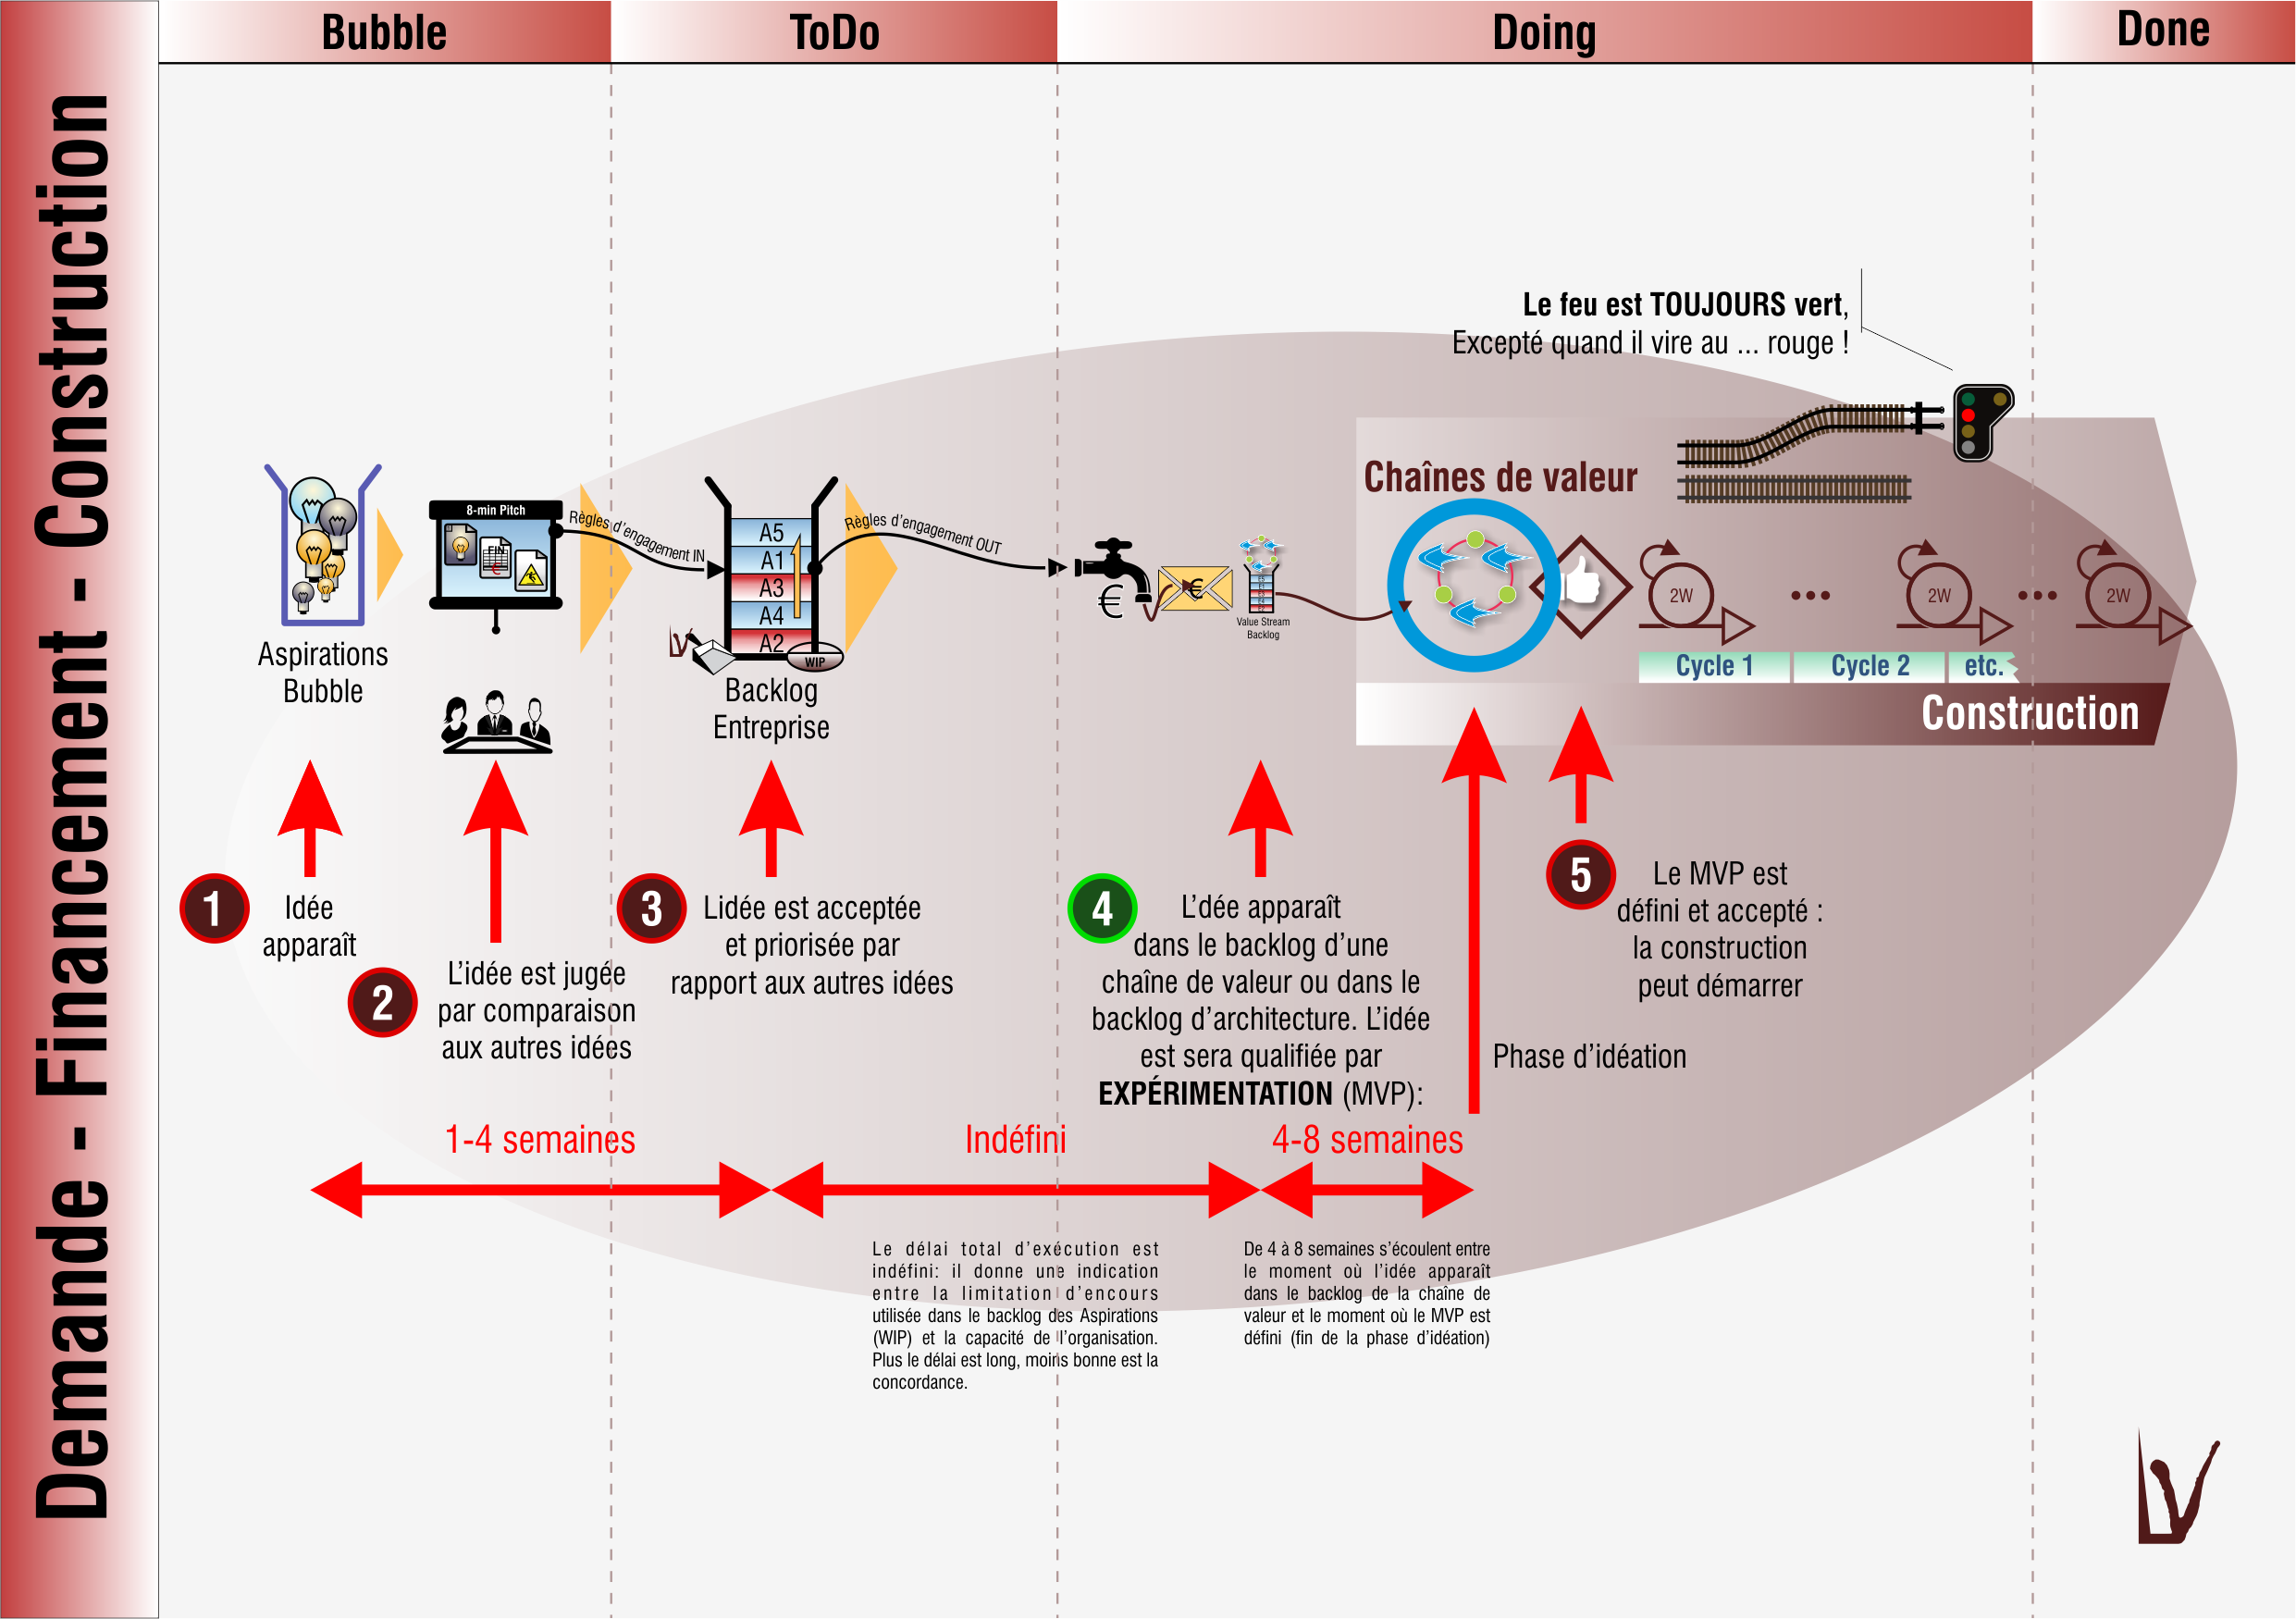 Demande - Financement - Construction
Bubble
ToDo
Doing
Done
Le feu est TOUJOURS vert,
Excepté quand il vire au ... rouge !
Chaînes de valeur
8-min Pitch
FIN
€
Règles d'engagement IN
A5
A1
A3
A4
A2
WIP
Règles d'engagement OUT
€
€
Value Stream
Backlog
2W
2W
2W
Cycle 1
Cycle 2
etc.
Construction
Aspirations
Bubble
Backlog
Entreprise
1
Idée
apparaît
2
L'idée est jugée
par comparaison
aux autres idées
3
Lidée est acceptée
et priorisée par
rapport aux autres idées
4
L'dée apparaît
dans le backlog d'une
chaîne de valeur ou dans le
backlog d'architecture. L'idée
est sera qualifiée par
EXPÉRIMENTATION (MVP):
Phase d'idéation
5
Le MVP est
défini et accepté :
la construction
peut démarrer
1-4 semaines
Indéfini
4-8 semaines
Le délai total d'exécution est
indéfini: il donne une indication
entre la limitation d'encours
utilisée dans le backlog des Aspirations
(WIP) et la capacité de l'organisation.
Plus le délai est long, moins bonne est la
concordance.
De 4 à 8 semaines s'écoulent entre
le moment où l'idée apparaît
dans le backlog de la chaîne de
valeur et le moment où le MVP est
défini (fin de la phase d'idéation)